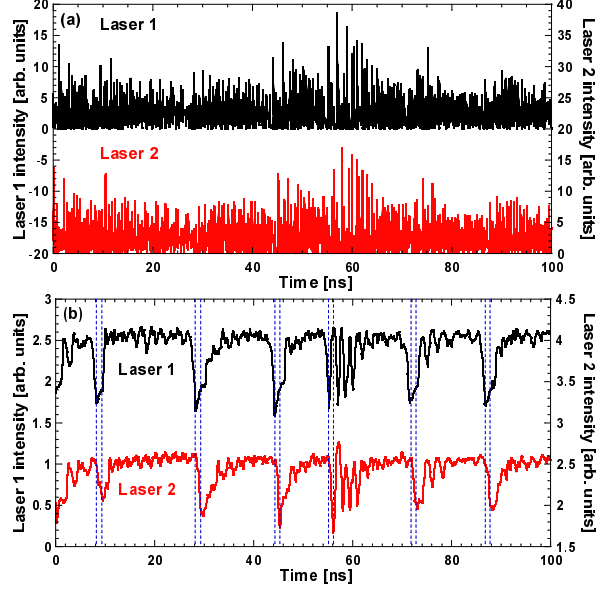 20 (a) Laser 1 40
15 35
10 30
5 25
0 20
-5 Laser 2 15
-10 10
-15 5
-20 0
0 20 40 60 80 100
Time [ns]
Laser 1 intensity [arb. units]
Laser 2 intensity [arb. units]
3 (b) 4.5
2.5 4
Laser 1
2 3.5
1.5 3
1 2.5
Laser 2
0.5 2
0 1.5
0 20 40 60 80 100
Time [ns]
Laser 1 intensity [arb. units]
Laser 2 intensity [arb. units]